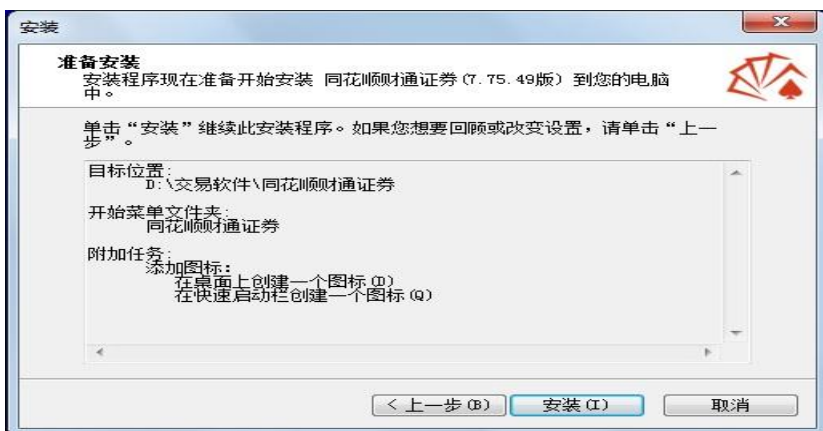 安装
准备安装
安装程序现在准备开始安装 同花顺财通证券(7.75.49版)到您的电脑
中。
单击“安装”继续此安装程序。如果您想要回顾或改变设置，请单击“上一
步”。
目标位置:
D:\交易软件\同花顺财通证券
开始菜单文件夹:
同花顺财通证券
附加任务:
添加图标:
在桌面上创建一个图标(D)
在快速启动栏创建一个图标(Q)
< 上一步(B)
安装(I)
取消